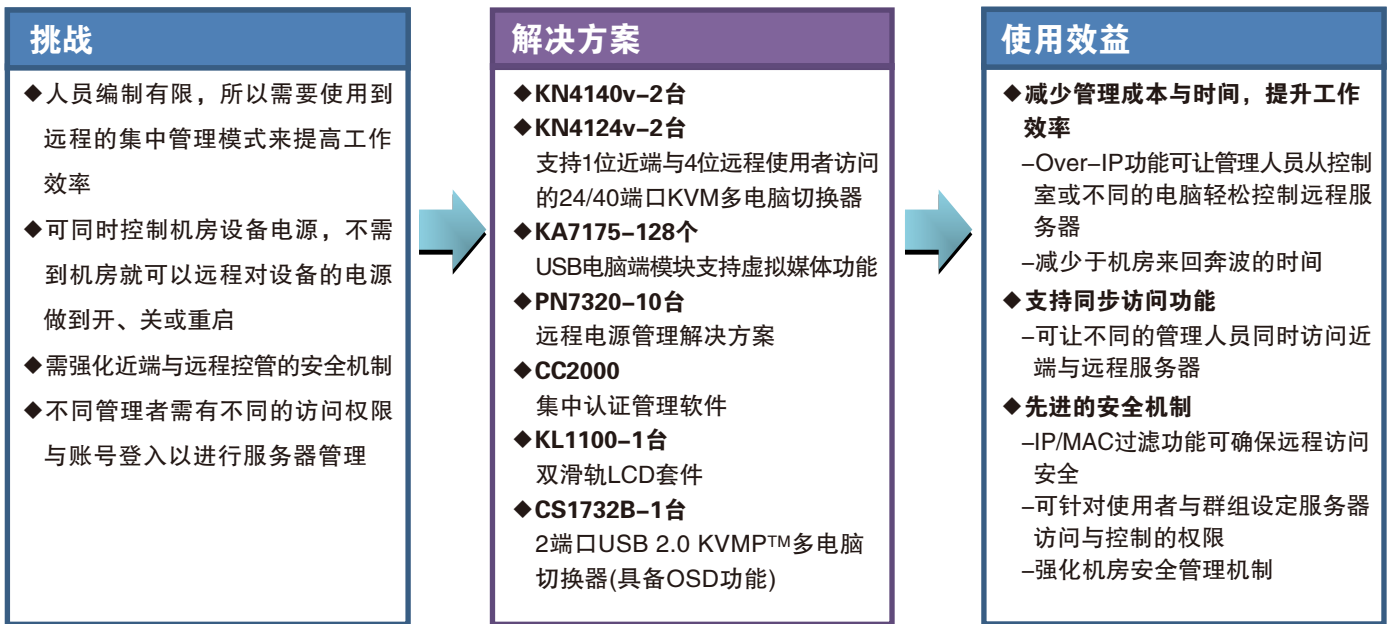 挑战
◆人员编制有限，所以需要使用到
远程的集中管理模式来提高工作
效率
◆可同时控制机房设备电源，不需
到机房就可以远程对设备的电源
做到开、关或重启
◆需强化近端与远程控管的安全机制
◆不同管理者需有不同的访问权限
与账号登入以进行服务器管理
解决方案
◆KN4140v–2台
◆KN4124v–2台
支持1位近端与4位远程使用者访问
的24/40端口KVM多电脑切换器
◆KA7175–128个
USB电脑端模块支持虚拟媒体功能
◆PN7320–10台
远程电源管理解决方案
◆CC2000
集中认证管理软件
◆KL1100–1台
双滑轨LCD套件
◆CS1732B–1台
2端口USB 2.0 KVMP™多电脑
切换器(具备OSD功能)
使用效益
◆减少管理成本与时间，提升工作
效率
–Over–IP功能可让管理人员从控制
室或不同的电脑轻松控制远程服
务器
–减少于机房来回奔波的时间
◆支持同步访问功能
–可让不同的管理人员同时访问近
端与远程服务器
◆先进的安全机制
–IP/MAC过滤功能可确保远程访问
安全
–可针对使用者与群组设定服务器
访问与控制的权限
–强化机房安全管理机制